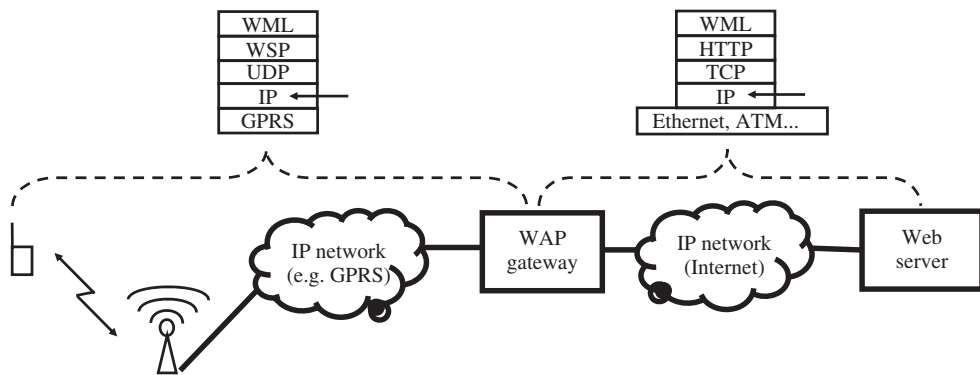 WML
WSP
UDP
IP
GPRS
WML
HTTP
TCP
IP
Ethernet, ATM...
IP network
(e.g. GPRS)
WAP
gateway
IP network
(Internet)
Web
server